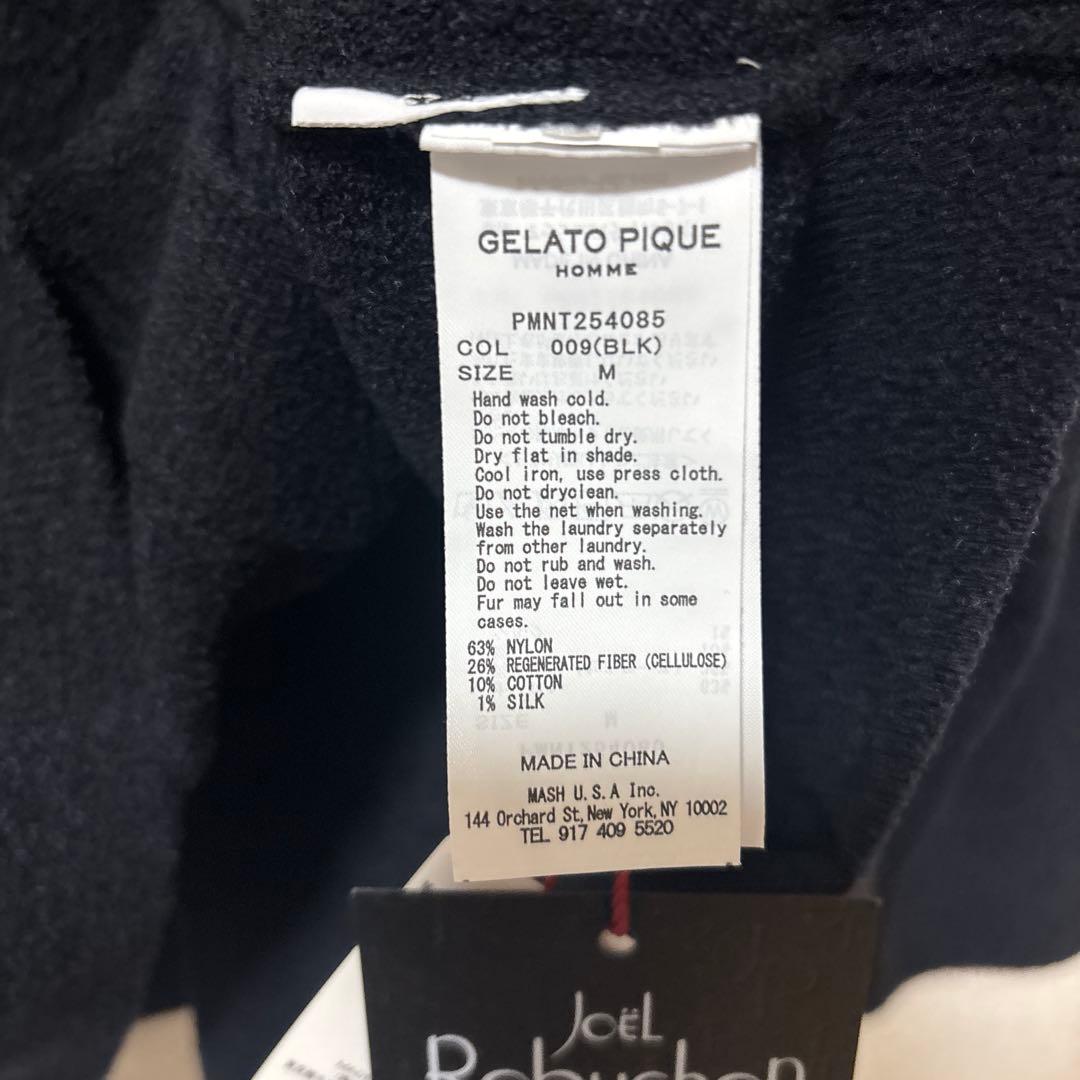 GELATO PIQUE
HOMME
PMNT254085
COL 009(BLK)
SIZE M
Hand wash cold.
Do not bleach.
Do not tumble dry.
Dry flat in shade.
Cool iron, use press cloth.
Do not dryclean.
Use the net when washing.
Wash the laundry separately
from other laundry.
Do not rub and wash.
Do not leave wet.
Fur may fall out in some
cases.
63% NYLON
26% REGENERATED FIBER (CELLULOSE)
10% COTTON
1% SILK
MADE IN CHINA
MASH U.S.A Inc.
144 Orchard St, New York, NY 10002
TEL 917 409 5520
JOËL
Robuchon